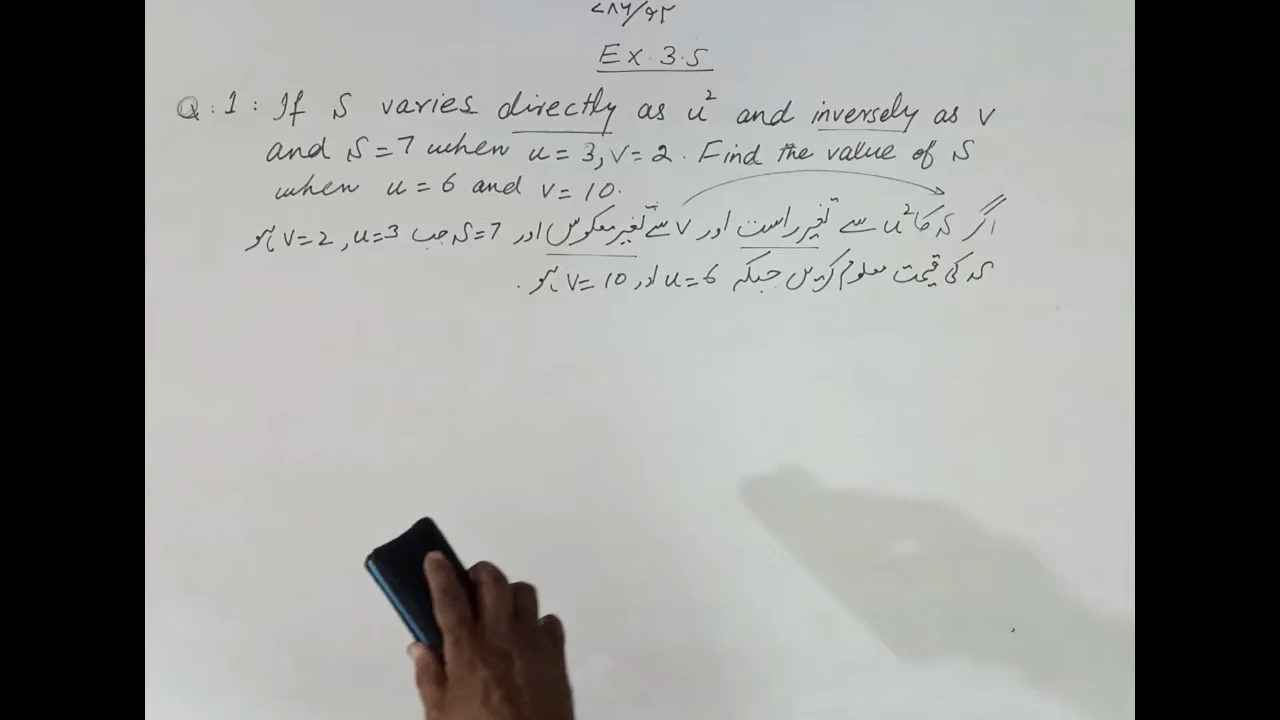 ۷۸۶/۹۲
Ex. 3.5
Q.1: If S varies directly as u² and inversely as v
and S=7 when u=3, v=2. Find the value of S
when u=6 and v=10.
اگر S کا u² سے تغیر راست اور v سے تغیر معکوس اور S=7 جب u=3, v=2 ہو
S کی قیمت معلوم کریں جبکہ u=6 اور v=10 ہو.